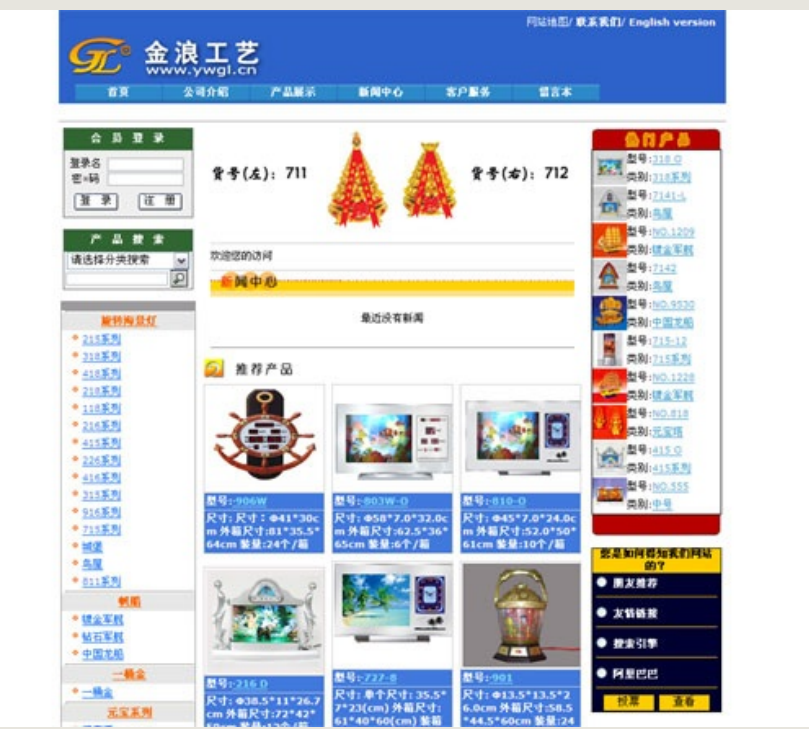 网站地图/ 联系我们/ English version
金浪工艺
www.ywgl.cn
首页 公司介绍 产品展示 新闻中心 客户服务 留言本
会员登录
登录名
密=码
登录 注册
产品搜索
请选择分类搜索
旋转海景灯
218系列
318系列
418系列
218系列
118系列
216系列
415系列
226系列
416系列
315系列
916系列
715系列
城堡
鸟屋
811系列
帆船
镀金军舰
钻石军舰
中国龙船
一桶金
一桶金
元宝系列
货号(左): 711
货号(右): 712
欢迎您的访问
新闻中心
最近没有新闻
推荐产品
型号:-906W
尺寸: 尺寸:Φ41*30c
m 外箱尺寸:81*35.5*
64cm 装量:24个/箱
型号:-803W-O
尺寸: Φ58*7.0*32.0c
m 外箱尺寸:62.5*36*
65cm 装量:6个/箱
型号:-810-O
尺寸: Φ45*7.0*24.0c
m 外箱尺寸:52.0*50*
61cm 装量:10个/箱
型号:-216 O
尺寸: Φ38.5*11*26.7
cm 外箱尺寸:72*42*
型号:-727-8
尺寸: 单个尺寸: 35.5*
7*23(cm) 外箱尺寸:
61*40*60(cm) 装箱
型号:-901
尺寸: Φ13.5*13.5*2
6.0cm 外箱尺寸:58.5
*44.5*60cm 装量:24
热门产品
型号:318 O
类别:318系列
型号:7141-L
类别:鸟屋
型号:NO.1209
类别:镀金军舰
型号:7142
类别:鸟屋
型号:NO.9530
类别:中国龙船
型号:715-12
类别:715系列
型号:NO.1228
类别:镀金军舰
型号:NO.818
类别:元宝塔
型号:415 O
类别:415系列
型号:NO.555
类别:中号
您是如何得知我们网站
的?
朋友推荐
友情链接
搜索引擎
阿里巴巴
投票 查看